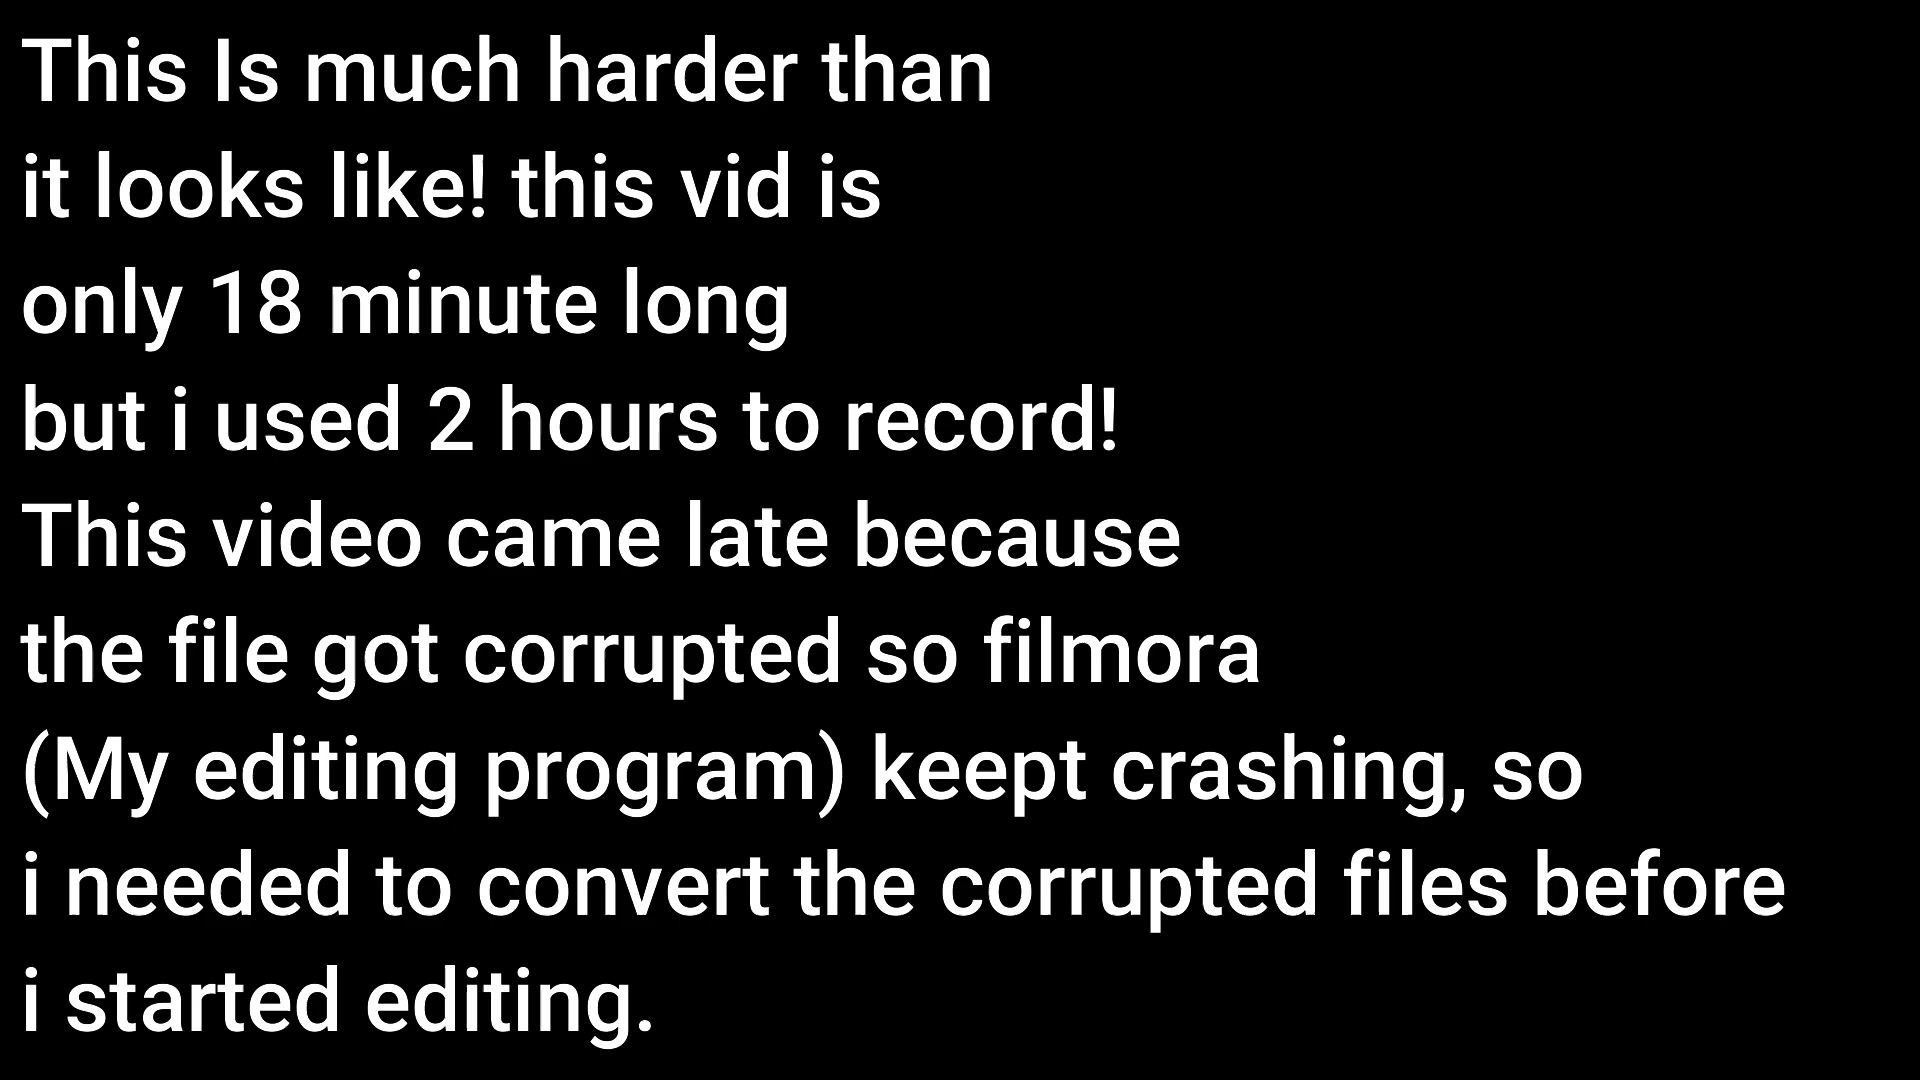 This Is much harder than
it looks like! this vid is
only 18 minute long
but i used 2 hours to record!
This video came late because
the file got corrupted so filmora
(My editing program) keept crashing, so
i needed to convert the corrupted files before
i started editing.